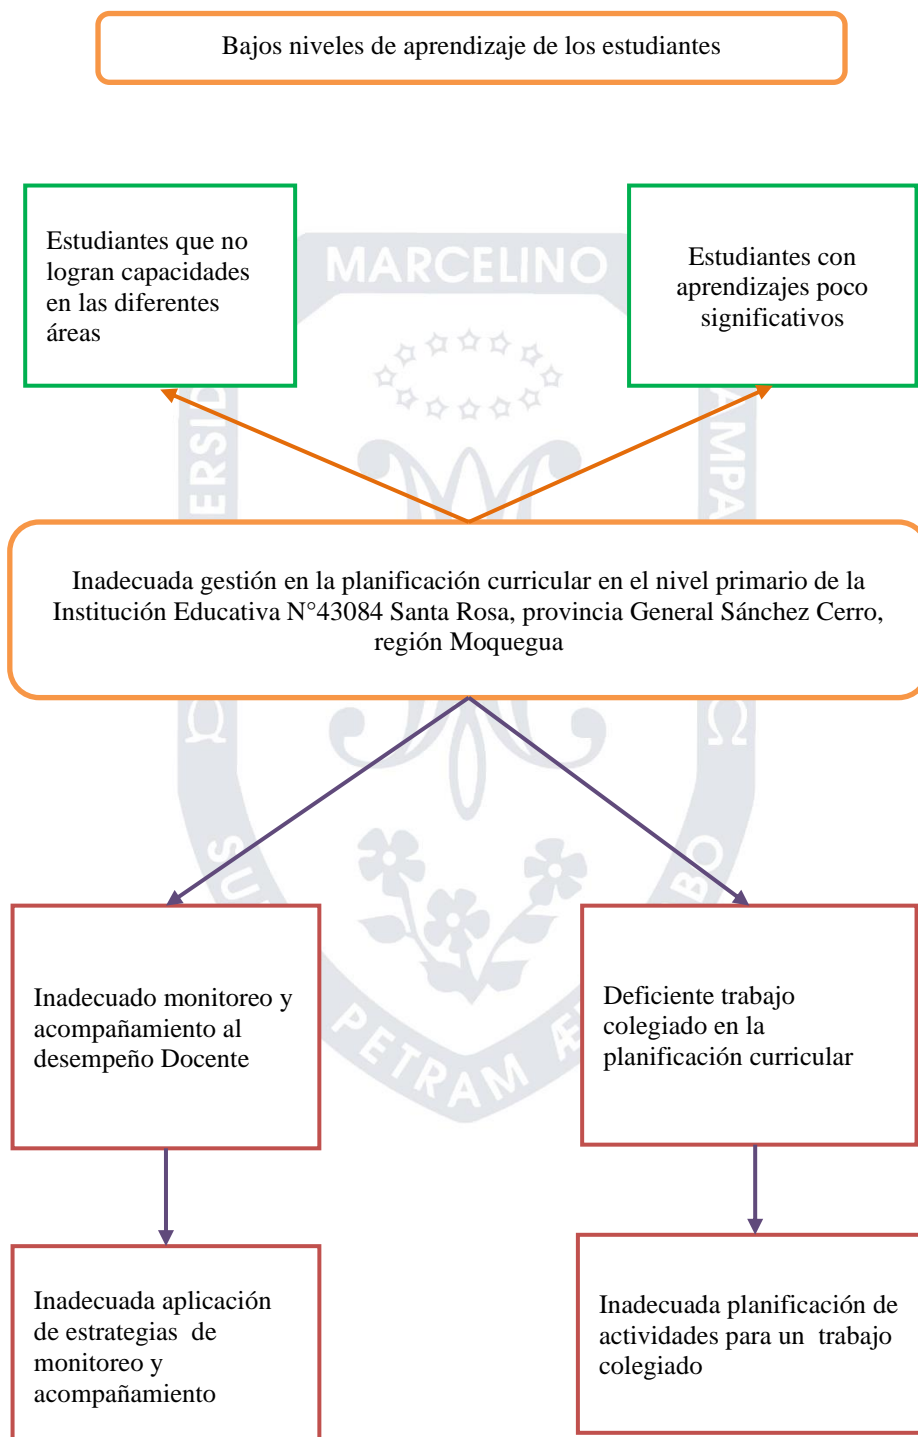 Bajos niveles de aprendizaje de los estudiantes
Estudiantes que no
logran capacidades
en las diferentes
áreas
Estudiantes con
aprendizajes poco
significativos
MARCELINO
ERSID
AMPA
Inadecuada gestión en la planificación curricular en el nivel primario de la
Institución Educativa N°43084 Santa Rosa, provincia General Sánchez Cerro,
región Moquegua
Ω
Inadecuado monitoreo y
acompañamiento al
desempeño Docente
Deficiente trabajo
colegiado en la
planificación curricular
PETRAM
Inadecuada aplicación
de estrategias  de
monitoreo y
acompañamiento
Inadecuada planificación de
actividades para un  trabajo
colegiado